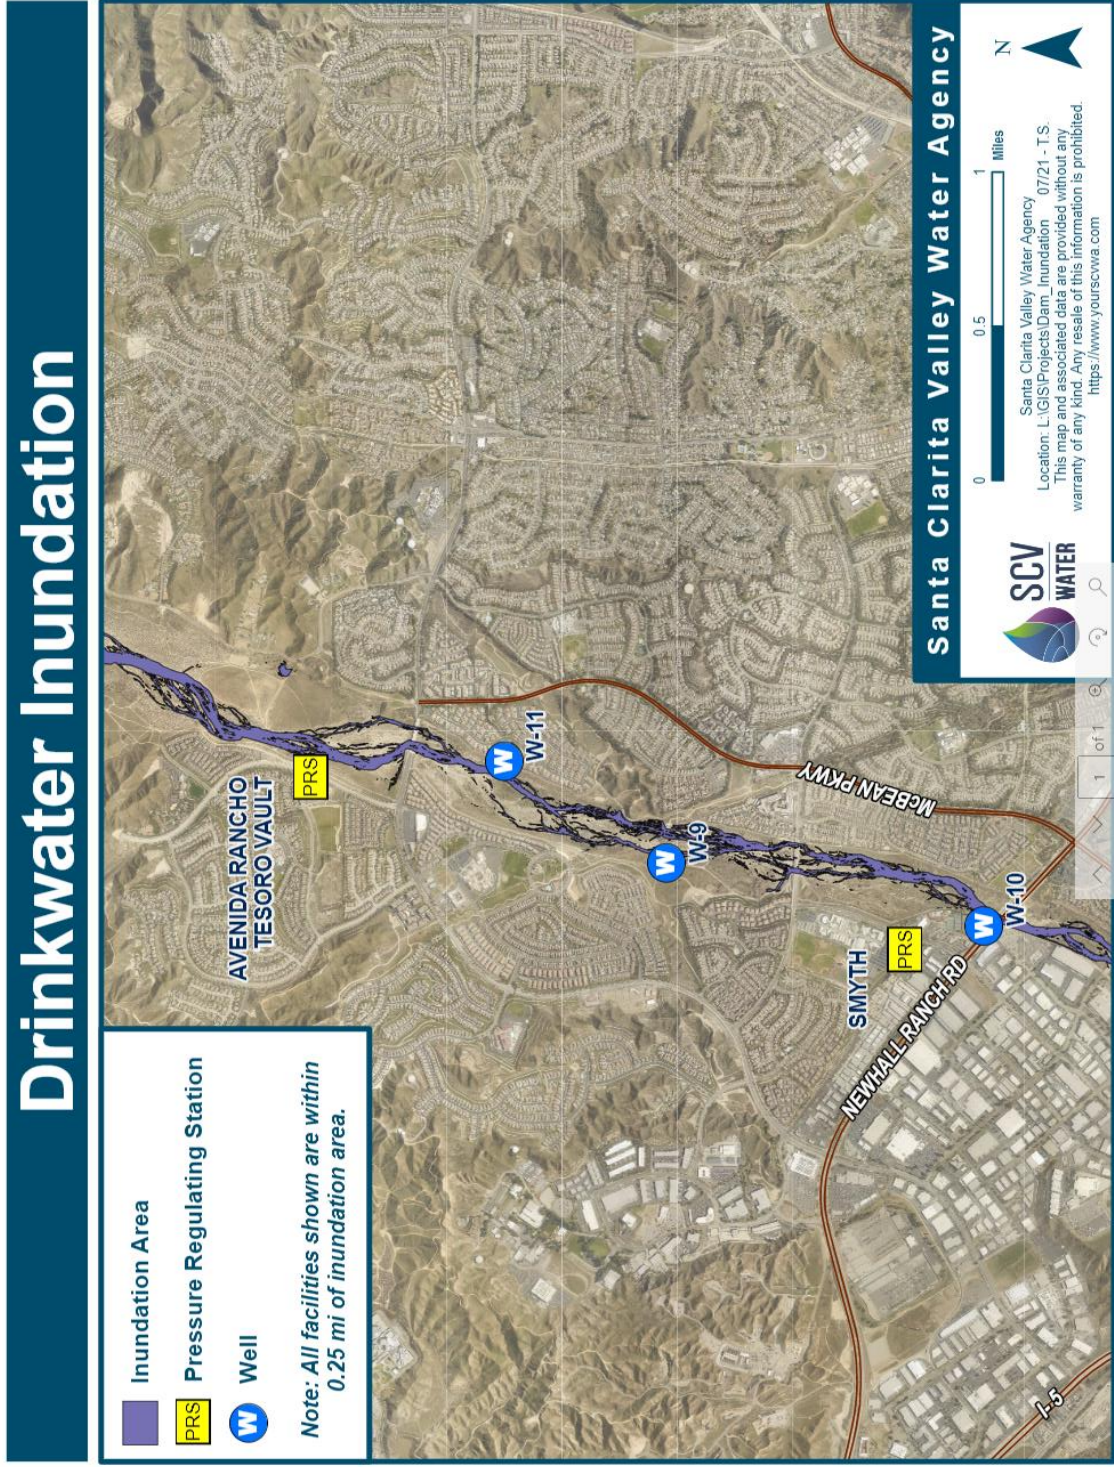 Drinkwater Inundation
Inundation Area
PRS
Pressure Regulating Station
W
Well
Note: All facilities shown are within
0.25 mi of inundation area.
AVENIDA RANCHO
TESORO VAULT
PRS
W
W-11
W
W-9
SMYTH
PRS
W
W-10
McBEAN PKWY
NEWHALL RANCH RD
I-5
Santa Clarita Valley Water Agency
SCV
WATER
0 0.5 1
Miles
N
Santa Clarita Valley Water Agency
Location: L:\GIS\Projects\Dam_Inundation 07/21 - T.S.
This map and associated data are provided without any
warranty of any kind. Any resale of this information is prohibited.
https://www.yourscvwa.com
1 of 1